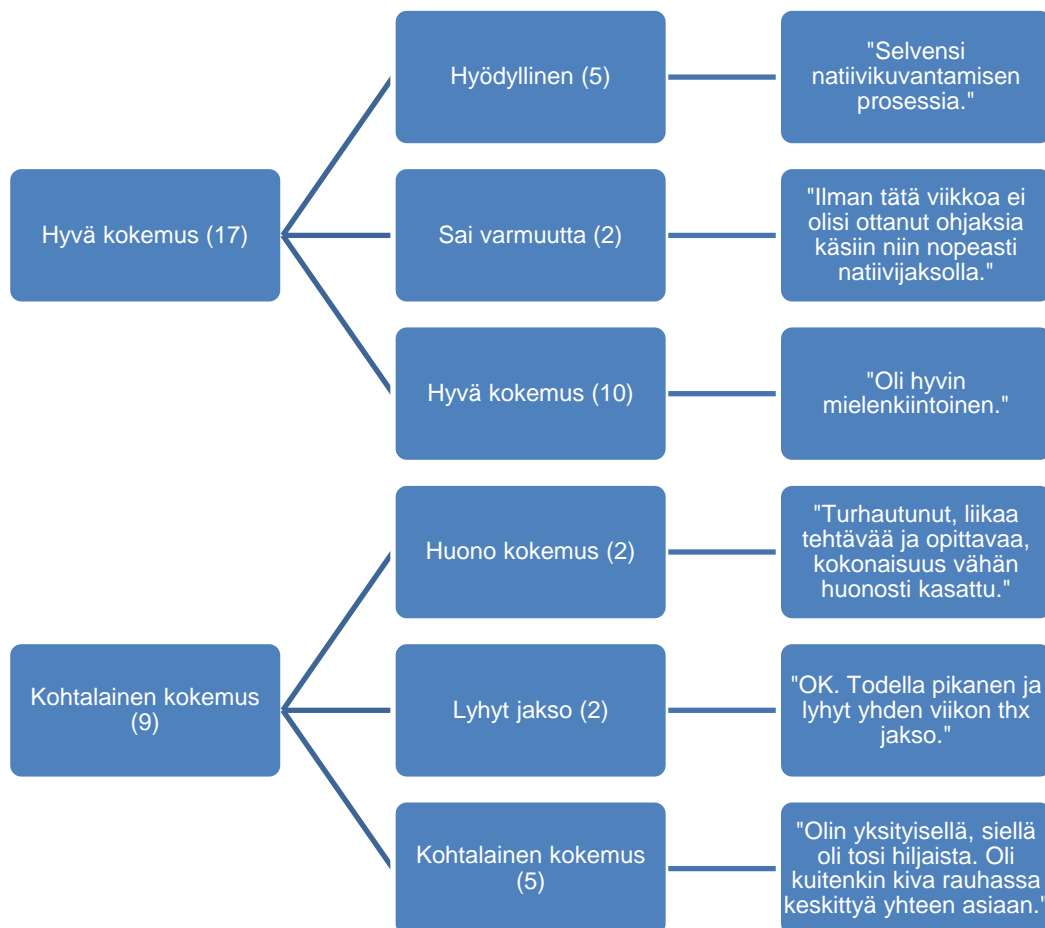 Hyvä kokemus (17)
Hyödyllinen (5)
"Selvensi
natiivikuvantamisen
prosessia."
Sai varmuutta (2)
"Ilman tätä viikkoa ei
olisi ottanut ohjaksia
käsiin niin nopeasti
natiivijaksolla."
Hyvä kokemus (10)
"Oli hyvin
mielenkiintoinen."
Kohtalainen kokemus
(9)
Huono kokemus (2)
"Turhautunut, liikaa
tehtävää ja opittavaa,
kokonaisuus vähän
huonosti kasattu."
Lyhyt jakso (2)
"OK. Todella pikanen ja
lyhyt yhden viikon thx
jakso."
Kohtalainen kokemus
(5)
"Olin yksityisellä, siellä
oli tosi hiljaista. Oli
kuitenkin kiva rauhassa
keskittyä yhteen asiaan."